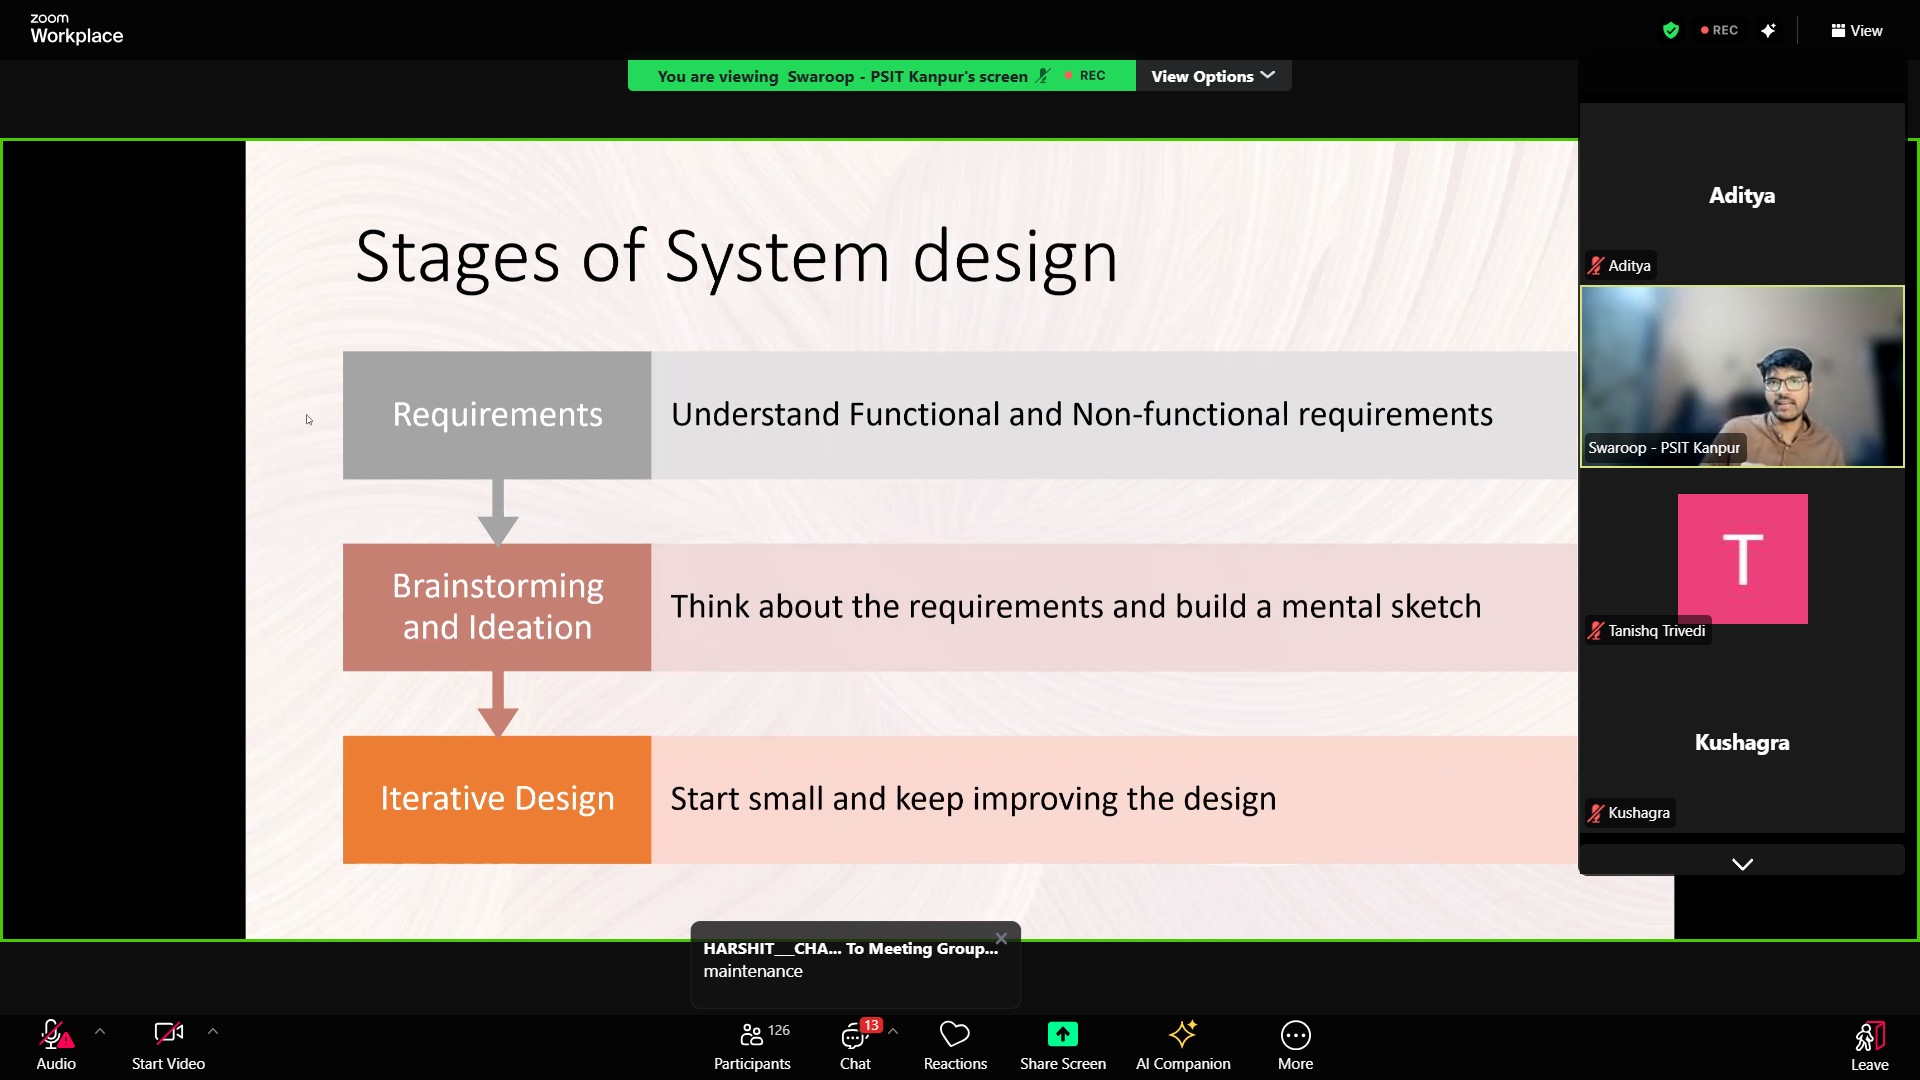 zoom
Workplace
REC
View
You are viewing Swaroop - PSIT Kanpur's screen
REC
View Options
Stages of System design
Requirements
Understand Functional and Non-functional requirements
Brainstorming
and Ideation
Think about the requirements and build a mental sketch
Iterative Design
Start small and keep improving the design
Aditya
Aditya
Swaroop - PSIT Kanpur
T
Tanishq Trivedi
Kushagra
Kushagra
HARSHIT__CHA... To Meeting Group...
maintenance
Audio
Start Video
126
Participants
13
Chat
Reactions
Share Screen
AI Companion
More
Leave